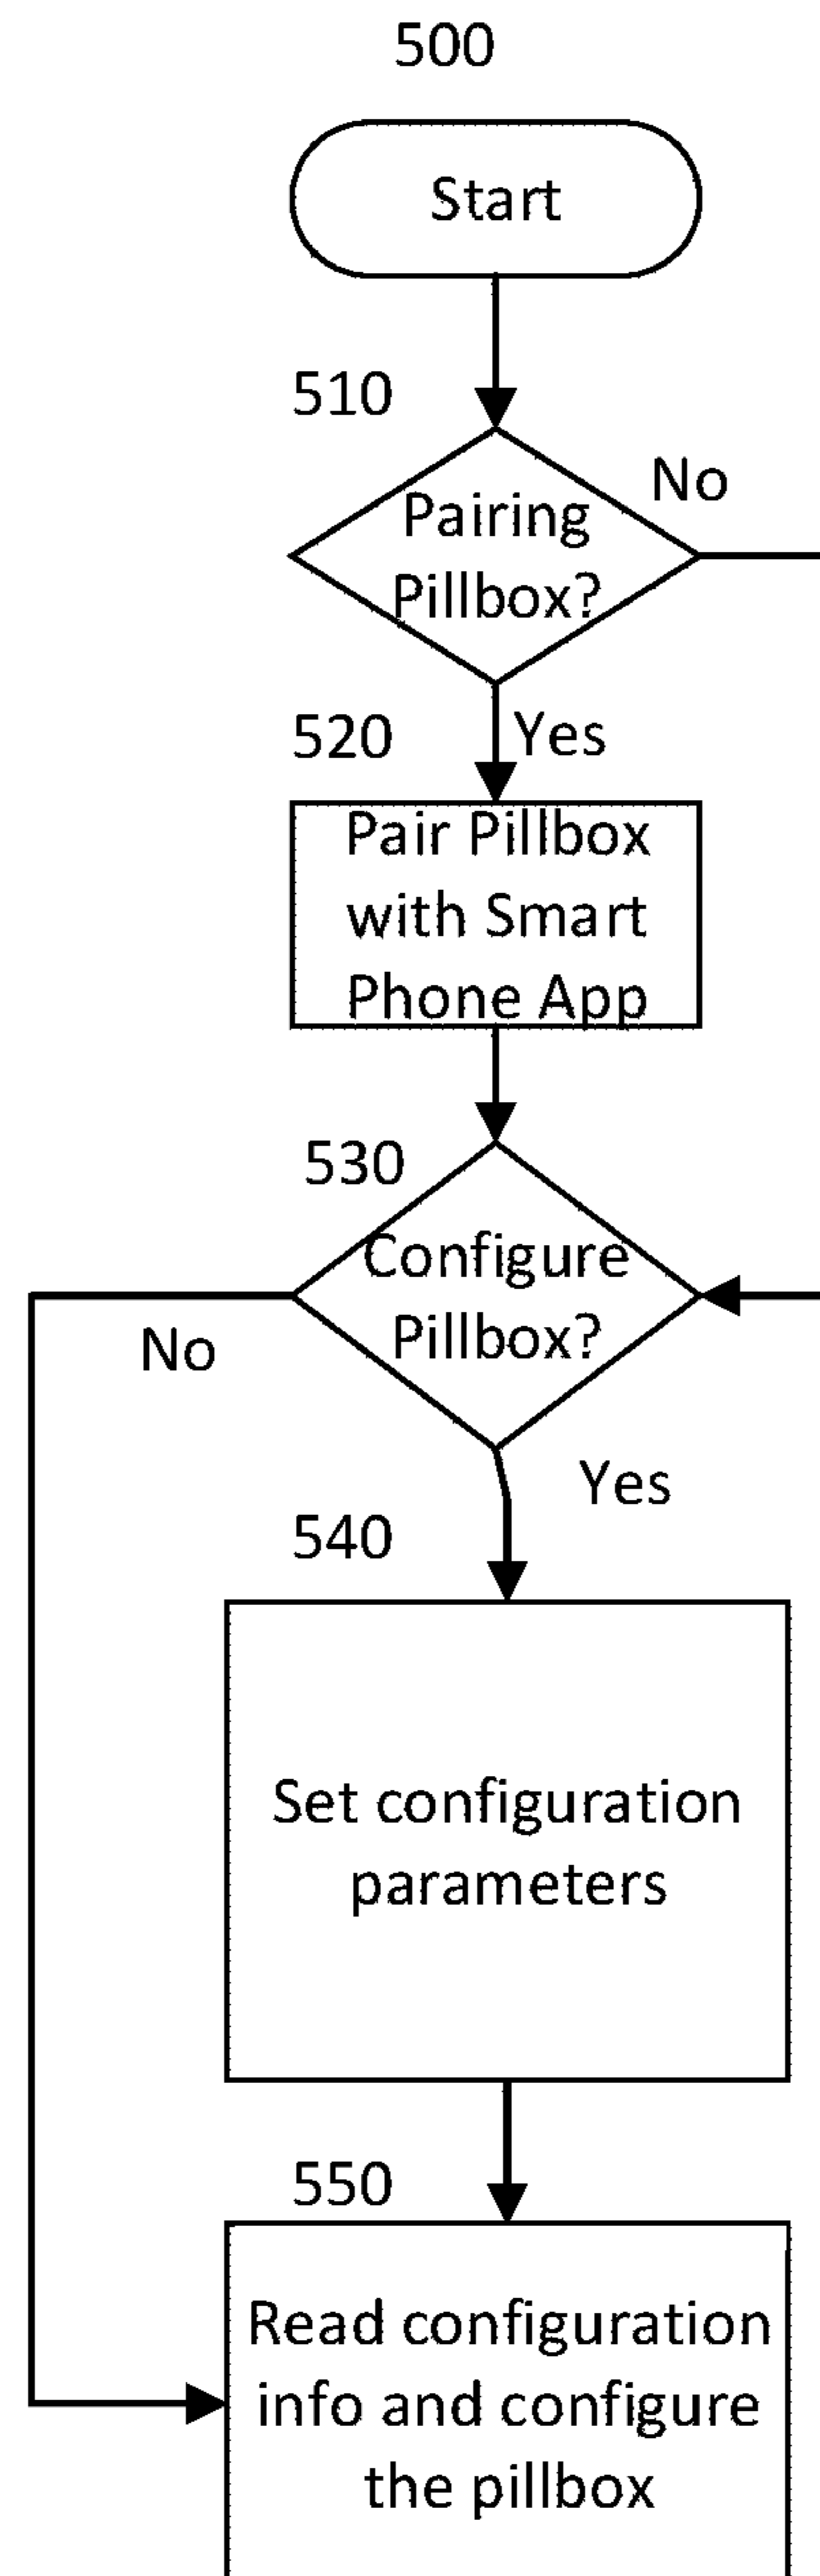 500
Start
510
Pairing
Pillbox?
No
520
Yes
Pair Pillbox
with Smart
Phone App
530
Configure
Pillbox?
No
Yes
540
Set configuration
parameters
550
Read configuration
info and configure
the pillbox